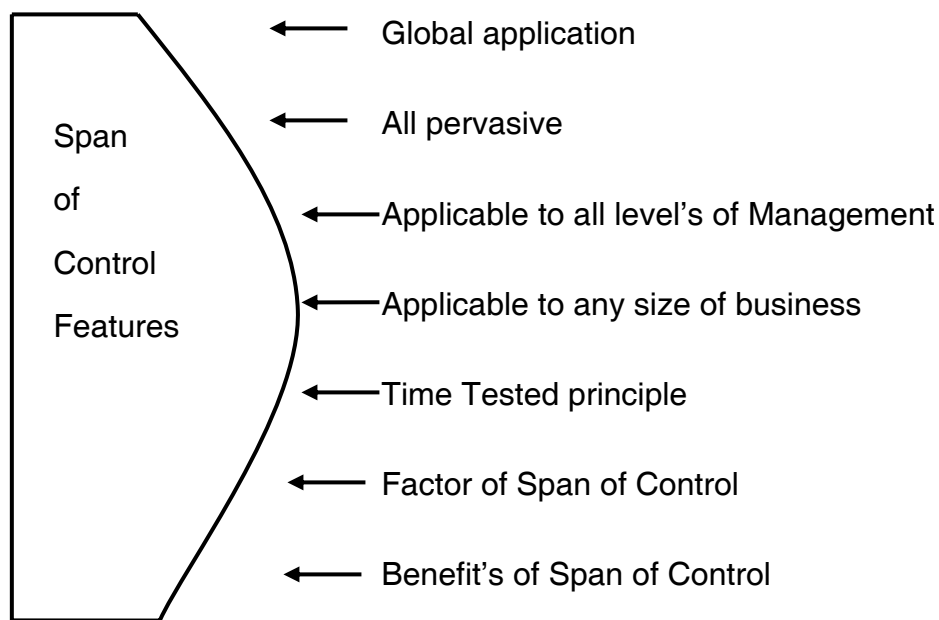 Span
of
Control
Features
Global application
All pervasive
Applicable to all level's of Management
Applicable to any size of business
Time Tested principle
Factor of Span of Control
Benefit's of Span of Control